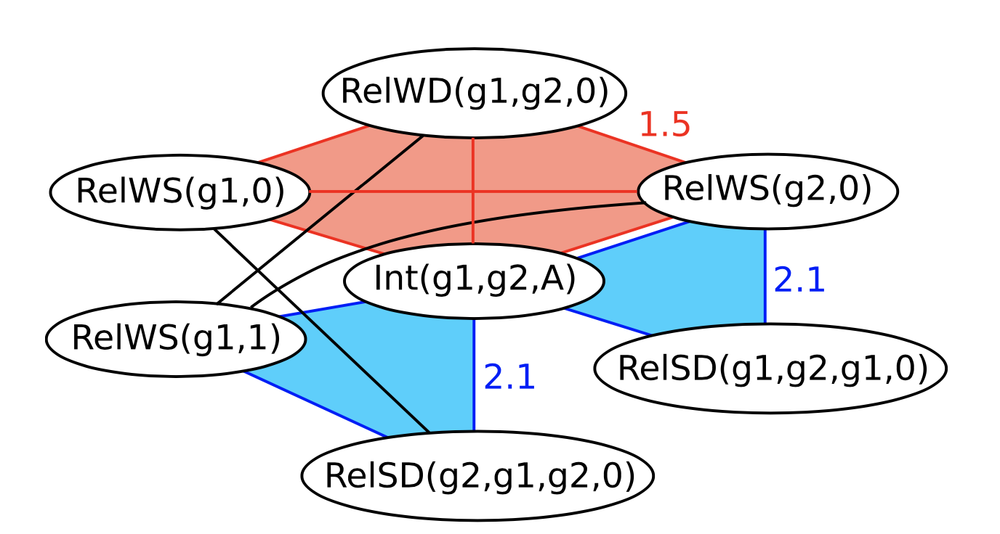 RelWD(g1,g2,0)
1.5
RelWS(g1,0)
RelWS(g2,0)
Int(g1,g2,A)
2.1
RelWS(g1,1)
RelSD(g1,g2,g1,0)
2.1
RelSD(g2,g1,g2,0)